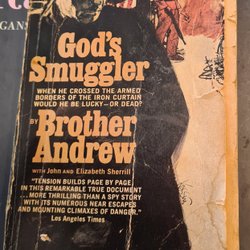 GANS
God's
Smuggler
WHEN HE CROSSED THE ARMED
BORDERS OF THE IRON CURTAIN
WOULD HE BE LUCKY—OR DEAD?
BY Brother
Andrew
WITH John and Elizabeth Sherrill
"TENSION BUILDS PAGE BY PAGE
IN THIS REMARKABLE TRUE DOCUMENT
. . . MORE THRILLING THAN A SPY STORY
WITH ITS NUMEROUS NEAR ESCAPES
AND MOUNTING CLIMAXES OF DANGER."
Los Angeles Times